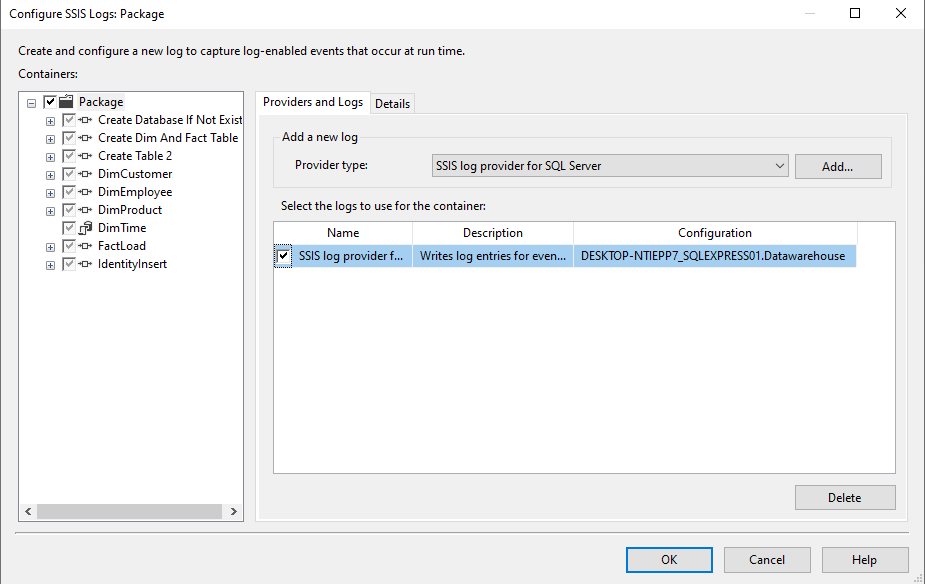 Configure SSIS Logs: Package
Create and configure a new log to capture log-enabled events that occur at run time.
Containers:
Package
Create Database If Not Exist
Create Dim And Fact Table
Create Table 2
DimCustomer
DimEmployee
DimProduct
DimTime
FactLoad
IdentityInsert
Providers and Logs Details
Add a new log
Provider type: SSIS log provider for SQL Server Add...
Select the logs to use for the container:
Name Description Configuration
SSIS log provider f... Writes log entries for even... DESKTOP-NTIEPP7_SQLEXPRESS01.Datawarehouse
Delete
OK Cancel Help